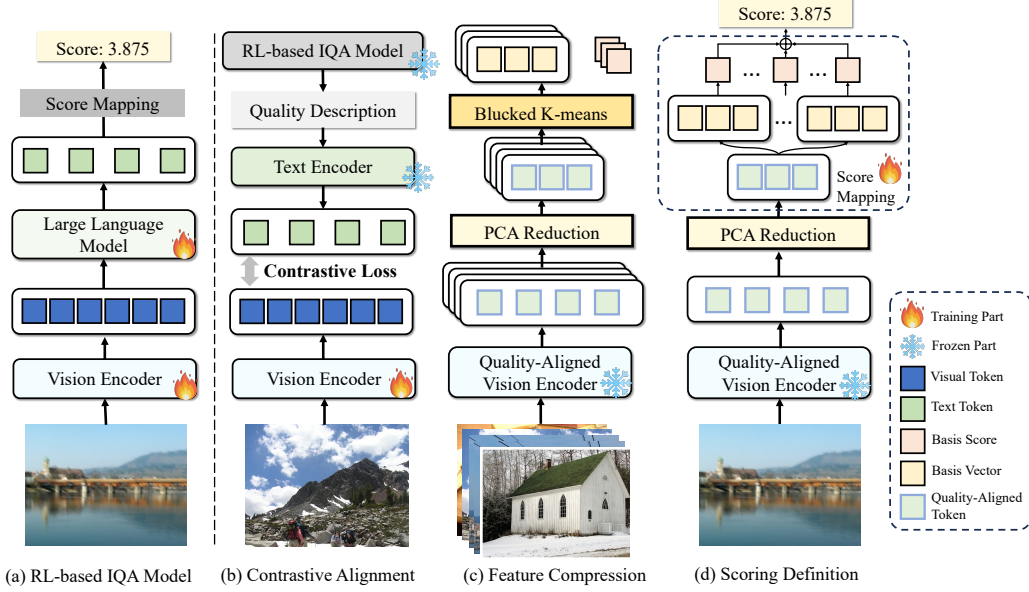 Score: 3.875
Score Mapping
Large Language
Model
Vision Encoder
(a) RL-based IQA Model
RL-based IQA Model
Quality Description
Text Encoder
Contrastive Loss
Vision Encoder
(b) Contrastive Alignment
Blucked K-means
PCA Reduction
Quality-Aligned
Vision Encoder
(c) Feature Compression
Score: 3.875
...
...
...
Score
Mapping
PCA Reduction
Quality-Aligned
Vision Encoder
(d) Scoring Definition
Training Part
Frozen Part
Visual Token
Text Token
Basis Score
Basis Vector
Quality-Aligned
Token